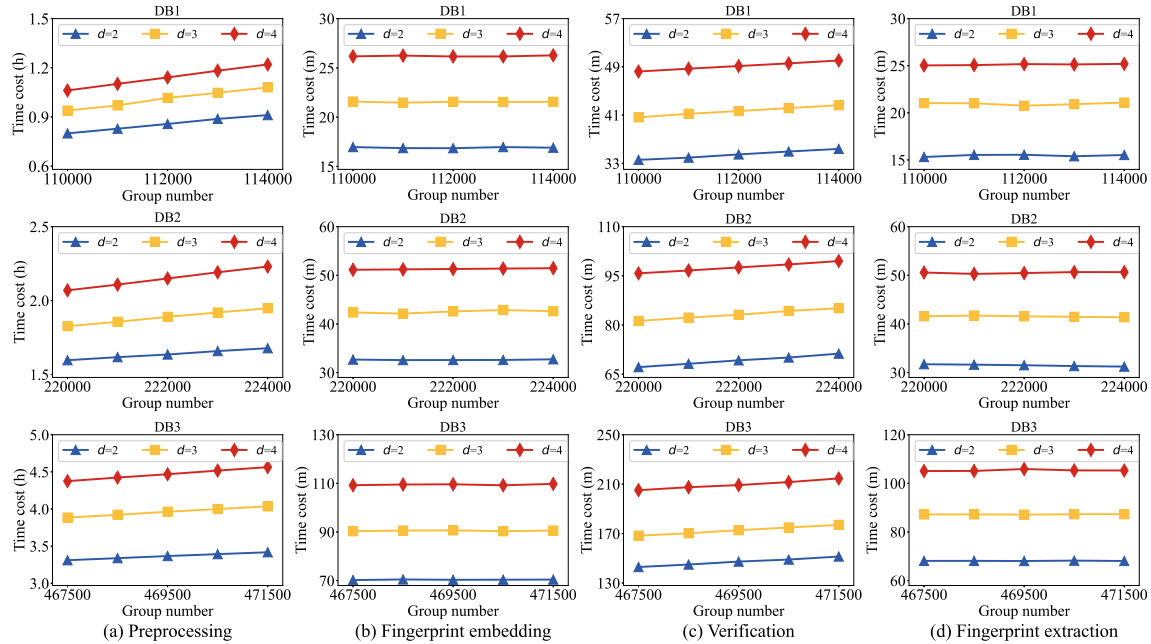 DB1
Time cost (h)
1.5
1.2
0.9
0.6
d=2 d=3 d=4
110000 112000 114000
Group number
DB1
Time cost (m)
30
25
20
15
d=2 d=3 d=4
110000 112000 114000
Group number
DB1
Time cost (m)
57
49
41
33
d=2 d=3 d=4
110000 112000 114000
Group number
DB1
Time cost (m)
30
25
20
15
d=2 d=3 d=4
110000 112000 114000
Group number
DB2
Time cost (h)
2.5
2.0
1.5
d=2 d=3 d=4
220000 222000 224000
Group number
DB2
Time cost (m)
60
50
40
30
d=2 d=3 d=4
220000 222000 224000
Group number
DB2
Time cost (m)
110
95
80
65
d=2 d=3 d=4
220000 222000 224000
Group number
DB2
Time cost (m)
60
50
40
30
d=2 d=3 d=4
220000 222000 224000
Group number
DB3
Time cost (h)
5.0
4.5
4.0
3.5
3.0
d=2 d=3 d=4
467500 469500 471500
Group number
DB3
Time cost (m)
130
110
90
70
d=2 d=3 d=4
467500 469500 471500
Group number
DB3
Time cost (m)
250
210
170
130
d=2 d=3 d=4
467500 469500 471500
Group number
DB3
Time cost (m)
120
100
80
60
d=2 d=3 d=4
467500 469500 471500
Group number
(a) Preprocessing
(b) Fingerprint embedding
(c) Verification
(d) Fingerprint extraction